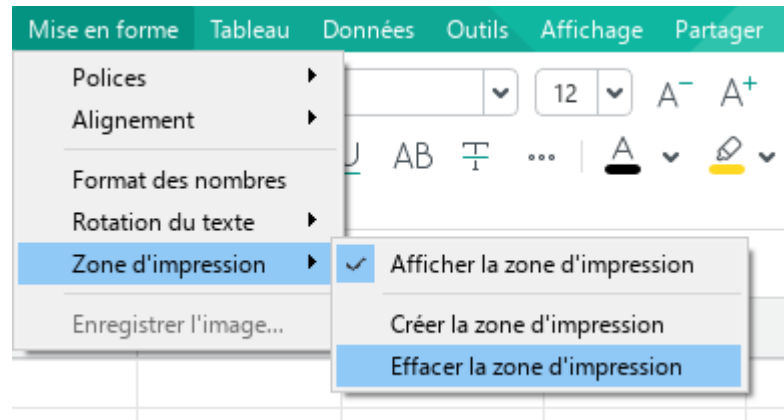 Mise en forme Tableau Données Outils Affichage Partager
Polices
12 A− A+
Alignement
U AB T ... A
Format des nombres
Rotation du texte
Zone d'impression
Afficher la zone d'impression
Enregistrer l'image...
Créer la zone d'impression
Effacer la zone d'impression